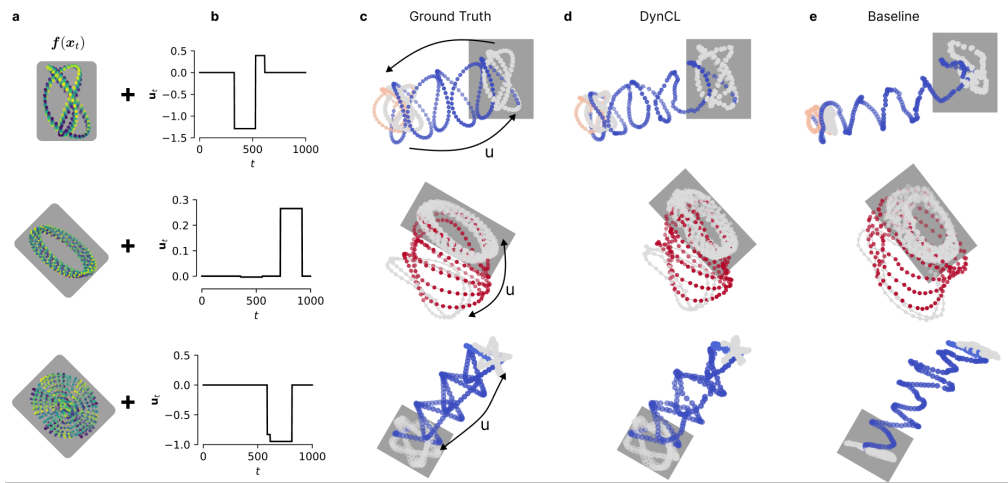 a
b
c
Ground Truth
d
DynCL
e
Baseline
f(xₜ)
+
uₜ
0.5
0.0
−0.5
−1.0
−1.5
0
500
1000
t
u
+
uₜ
0.3
0.2
0.1
0.0
0
500
1000
t
u
+
uₜ
0.5
0.0
−0.5
−1.0
0
500
1000
t
u